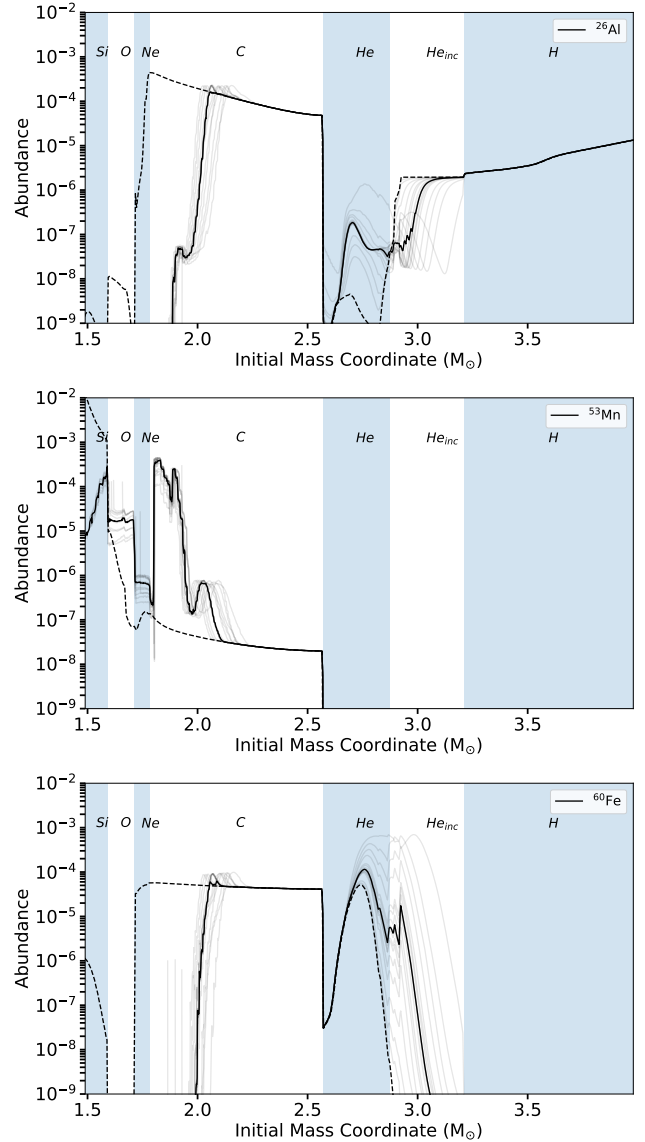 10⁻²
10⁻³
10⁻⁴
10⁻⁵
10⁻⁶
10⁻⁷
10⁻⁸
10⁻⁹
Abundance
Si O Ne C He He_inc H
²⁶Al
1.5 2.0 2.5 3.0 3.5
Initial Mass Coordinate (M☉)
10⁻²
10⁻³
10⁻⁴
10⁻⁵
10⁻⁶
10⁻⁷
10⁻⁸
10⁻⁹
Abundance
Si O Ne C He He_inc H
⁵³Mn
1.5 2.0 2.5 3.0 3.5
Initial Mass Coordinate (M☉)
10⁻²
10⁻³
10⁻⁴
10⁻⁵
10⁻⁶
10⁻⁷
10⁻⁸
10⁻⁹
Abundance
Si O Ne C He He_inc H
⁶⁰Fe
1.5 2.0 2.5 3.0 3.5
Initial Mass Coordinate (M☉)